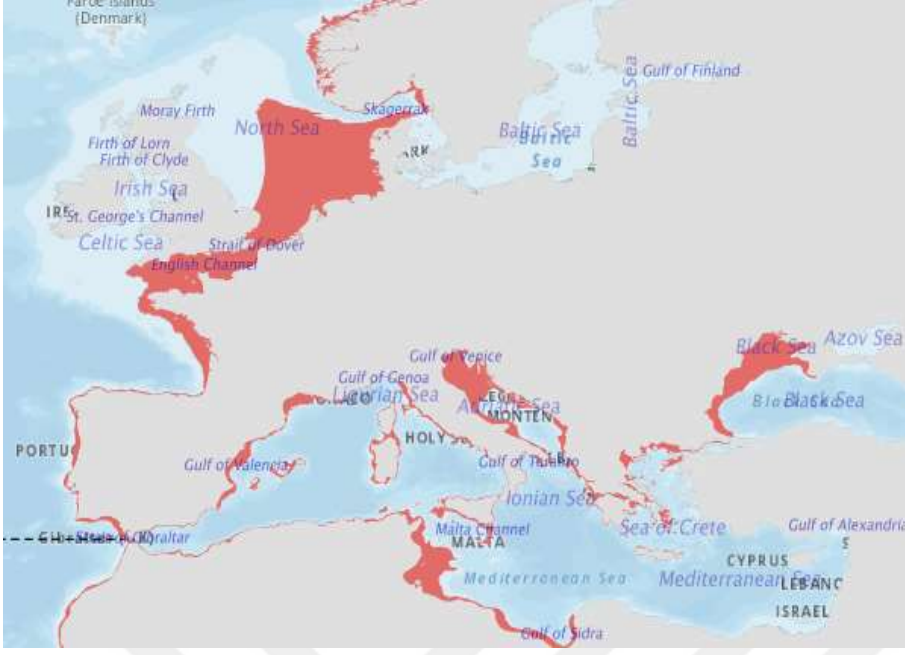 Faroe Islands
(Denmark)
Gulf of Finland
Baltic Sea
Moray Firth
Skagerrak
North Sea
Baltic Sea
Baltic
Sea
Firth of Lorn
Firth of Clyde
ARK
Irish Sea
IRE
St. George's Channel
Celtic Sea
Strait of Dover
English Channel
Azov Sea
Black Sea
Gulf of Venice
Gulf of Genoa
Ligurian Sea
Adriatic Sea
MONTEN
Black Sea
HOLY
PORTU
Gulf of Valencia
Gulf of Taranto
Ionian Sea
Malta Channel
MALTA
Sea of Crete
Gulf of Alexandria
S
CYPRUS
Mediterranean Sea
Mediterranean Sea
LEBANC
ISRAEL
Gulf of Sidra